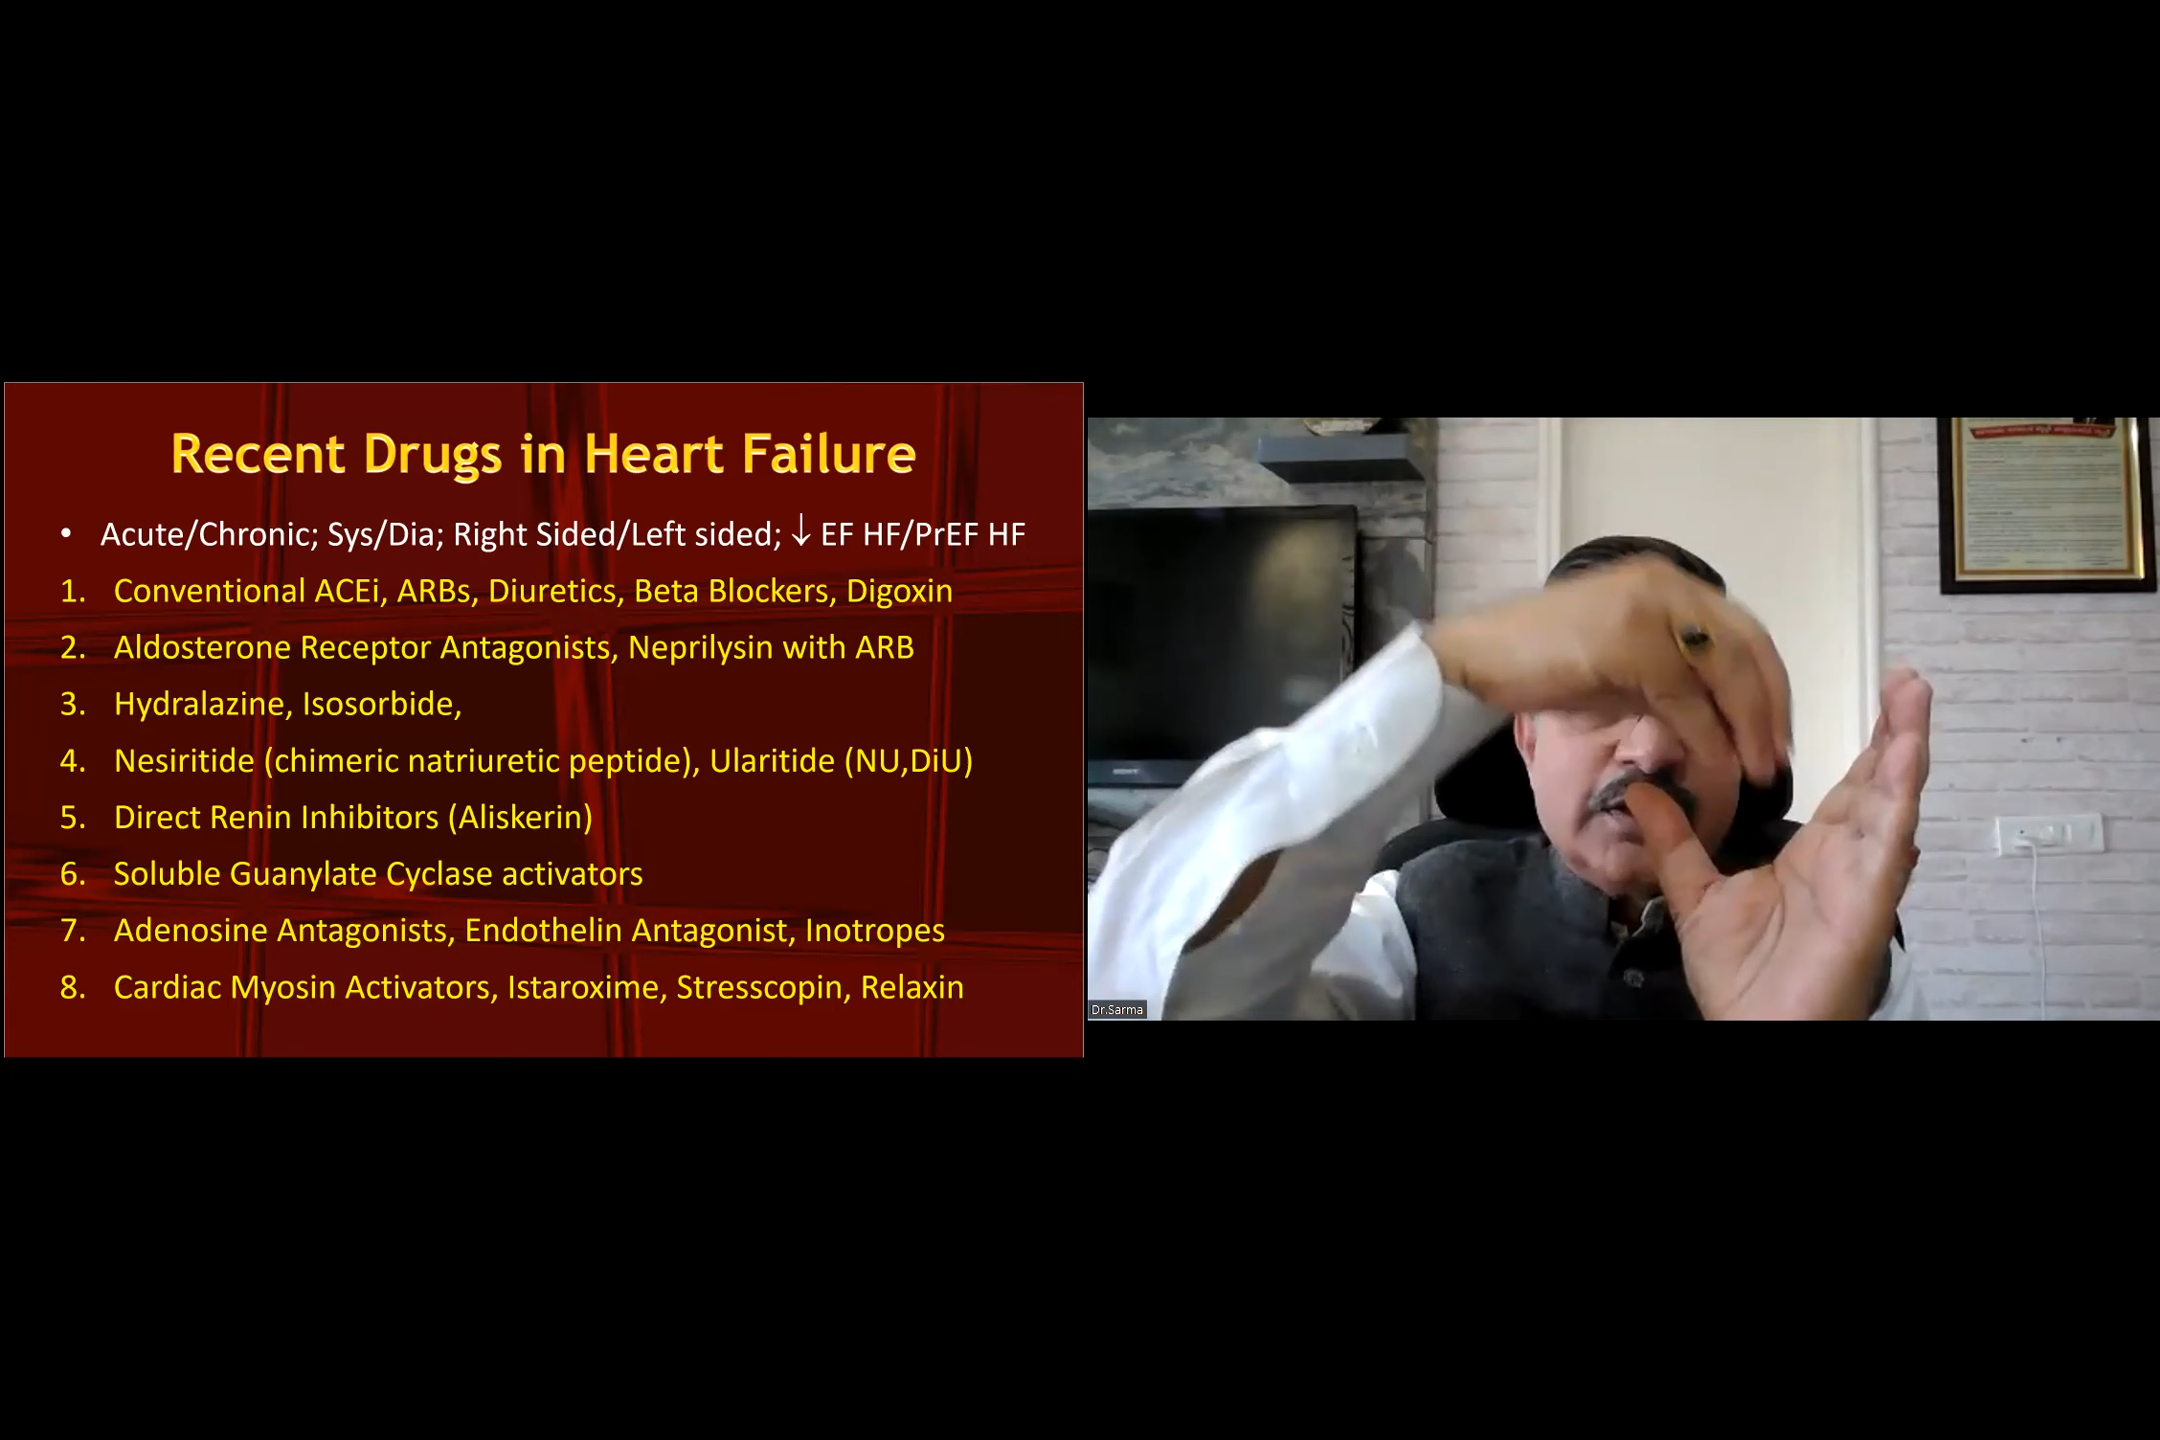 Recent Drugs in Heart Failure
• Acute/Chronic; Sys/Dia; Right Sided/Left sided; ↓ EF HF/PrEF HF
1. Conventional ACEi, ARBs, Diuretics, Beta Blockers, Digoxin
2. Aldosterone Receptor Antagonists, Neprilysin with ARB
3. Hydralazine, Isosorbide,
4. Nesiritide (chimeric natriuretic peptide), Ularitide (NU,DiU)
5. Direct Renin Inhibitors (Aliskerin)
6. Soluble Guanylate Cyclase activators
7. Adenosine Antagonists, Endothelin Antagonist, Inotropes
8. Cardiac Myosin Activators, Istaroxime, Stresscopin, Relaxin
SONY
Dr.Sarma